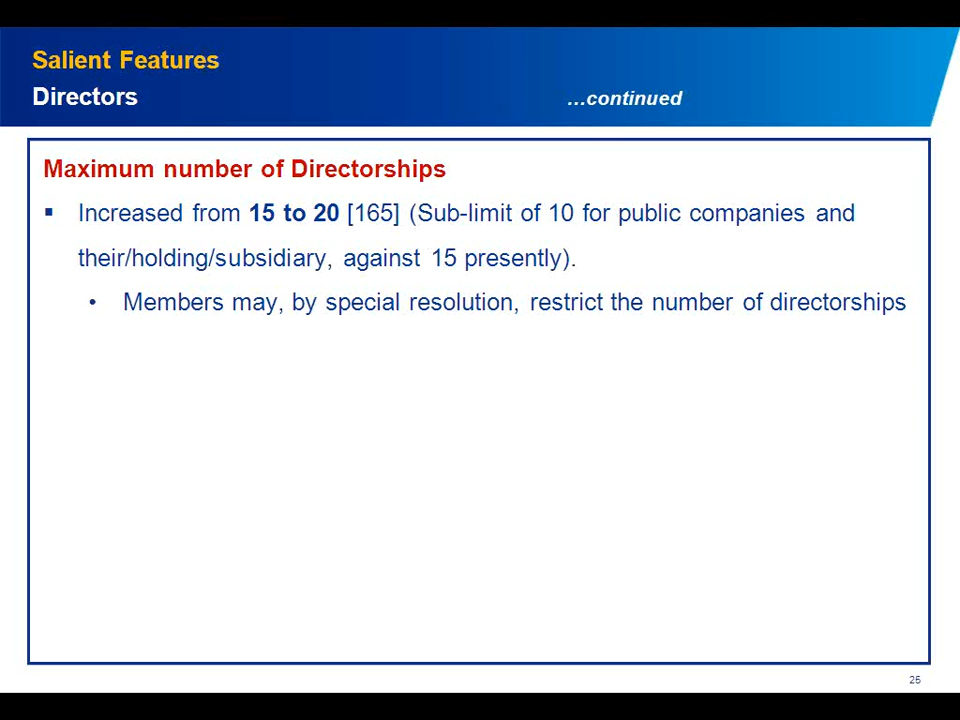 Salient Features
Directors
...continued
Maximum number of Directorships
▪ Increased from 15 to 20 [165] (Sub-limit of 10 for public companies and
their/holding/subsidiary, against 15 presently).
• Members may, by special resolution, restrict the number of directorships
25